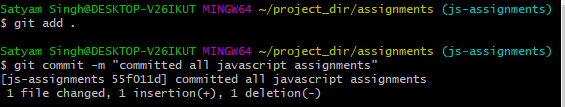 Satyam Singh@DESKTOP-V26IKUT MINGW64 ~/project_dir/assignments (js-assignments)
$ git add .
Satyam Singh@DESKTOP-V26IKUT MINGW64 ~/project_dir/assignments (js-assignments)
$ git commit -m "committed all javascript assignments"
[js-assignments 55f011d] committed all javascript assignments
 1 file changed, 1 insertion(+), 1 deletion(-)